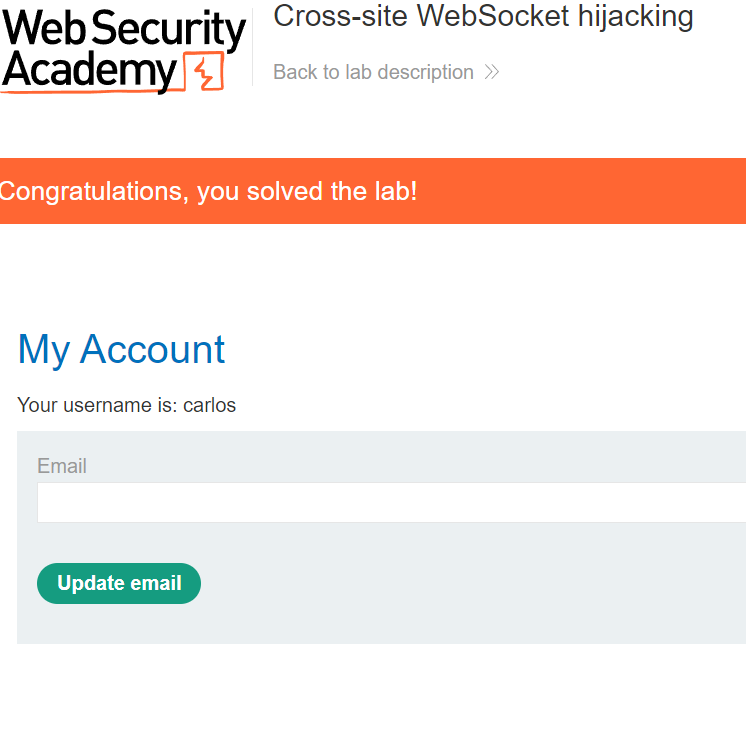 Web Security
Academy
Cross-site WebSocket hijacking
Back to lab description
Congratulations, you solved the lab!
My Account
Your username is: carlos
Email
Update email